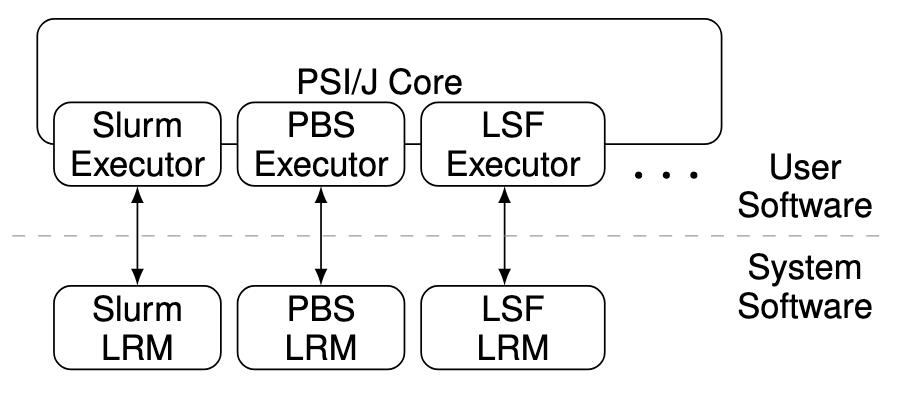 PSI/J Core
Slurm
Executor
PBS
Executor
LSF
Executor
. . .
User
Software
System
Software
Slurm
LRM
PBS
LRM
LSF
LRM